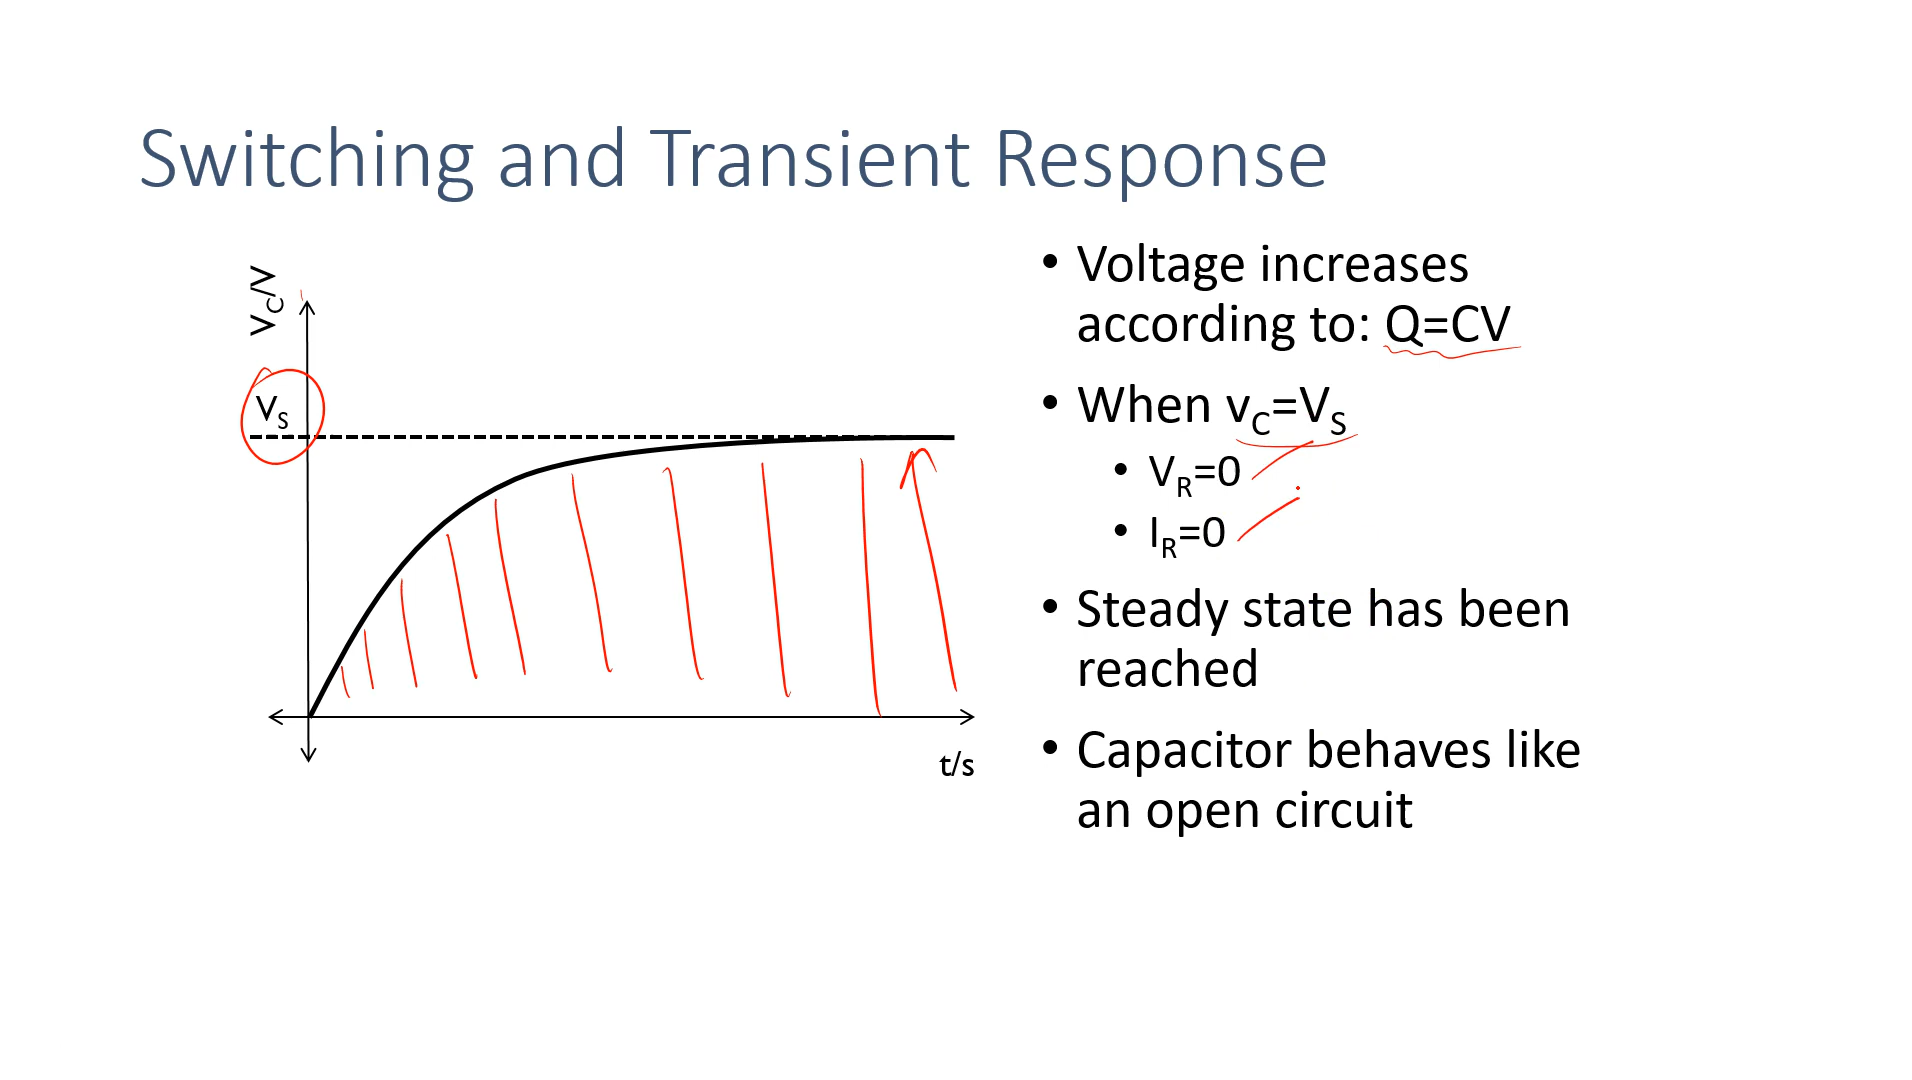 Switching and Transient Response
vC/V
VS
t/s
• Voltage increases
according to: Q=CV
• When vC=VS
• VR=0
• IR=0
• Steady state has been
reached
• Capacitor behaves like
an open circuit